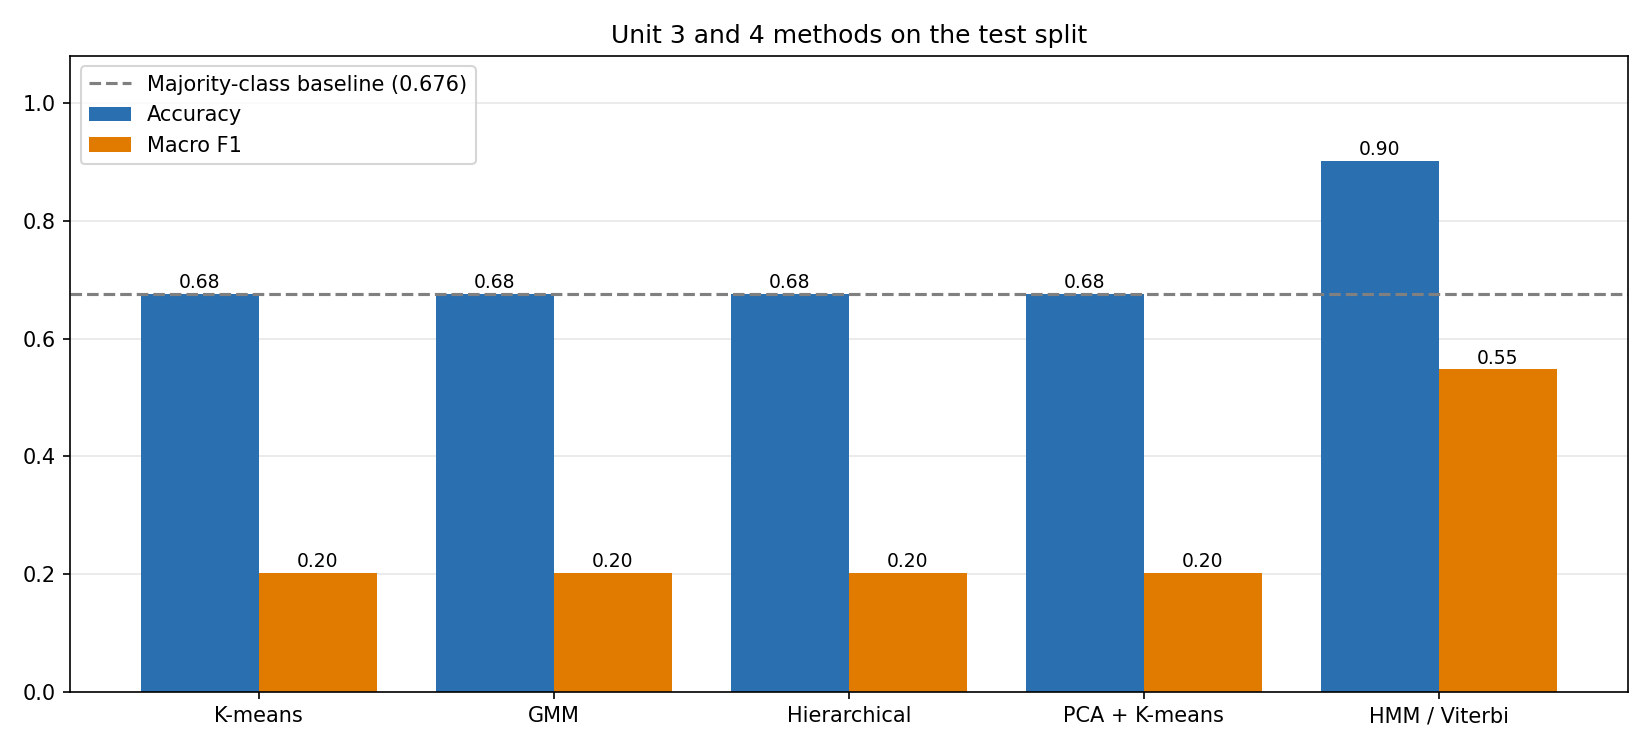 Unit 3 and 4 methods on the test split
Majority-class baseline (0.676)
Accuracy
Macro F1
1.0
0.8
0.6
0.4
0.2
0.0
0.68
0.20
0.68
0.20
0.68
0.20
0.68
0.20
0.90
0.55
K-means
GMM
Hierarchical
PCA + K-means
HMM / Viterbi